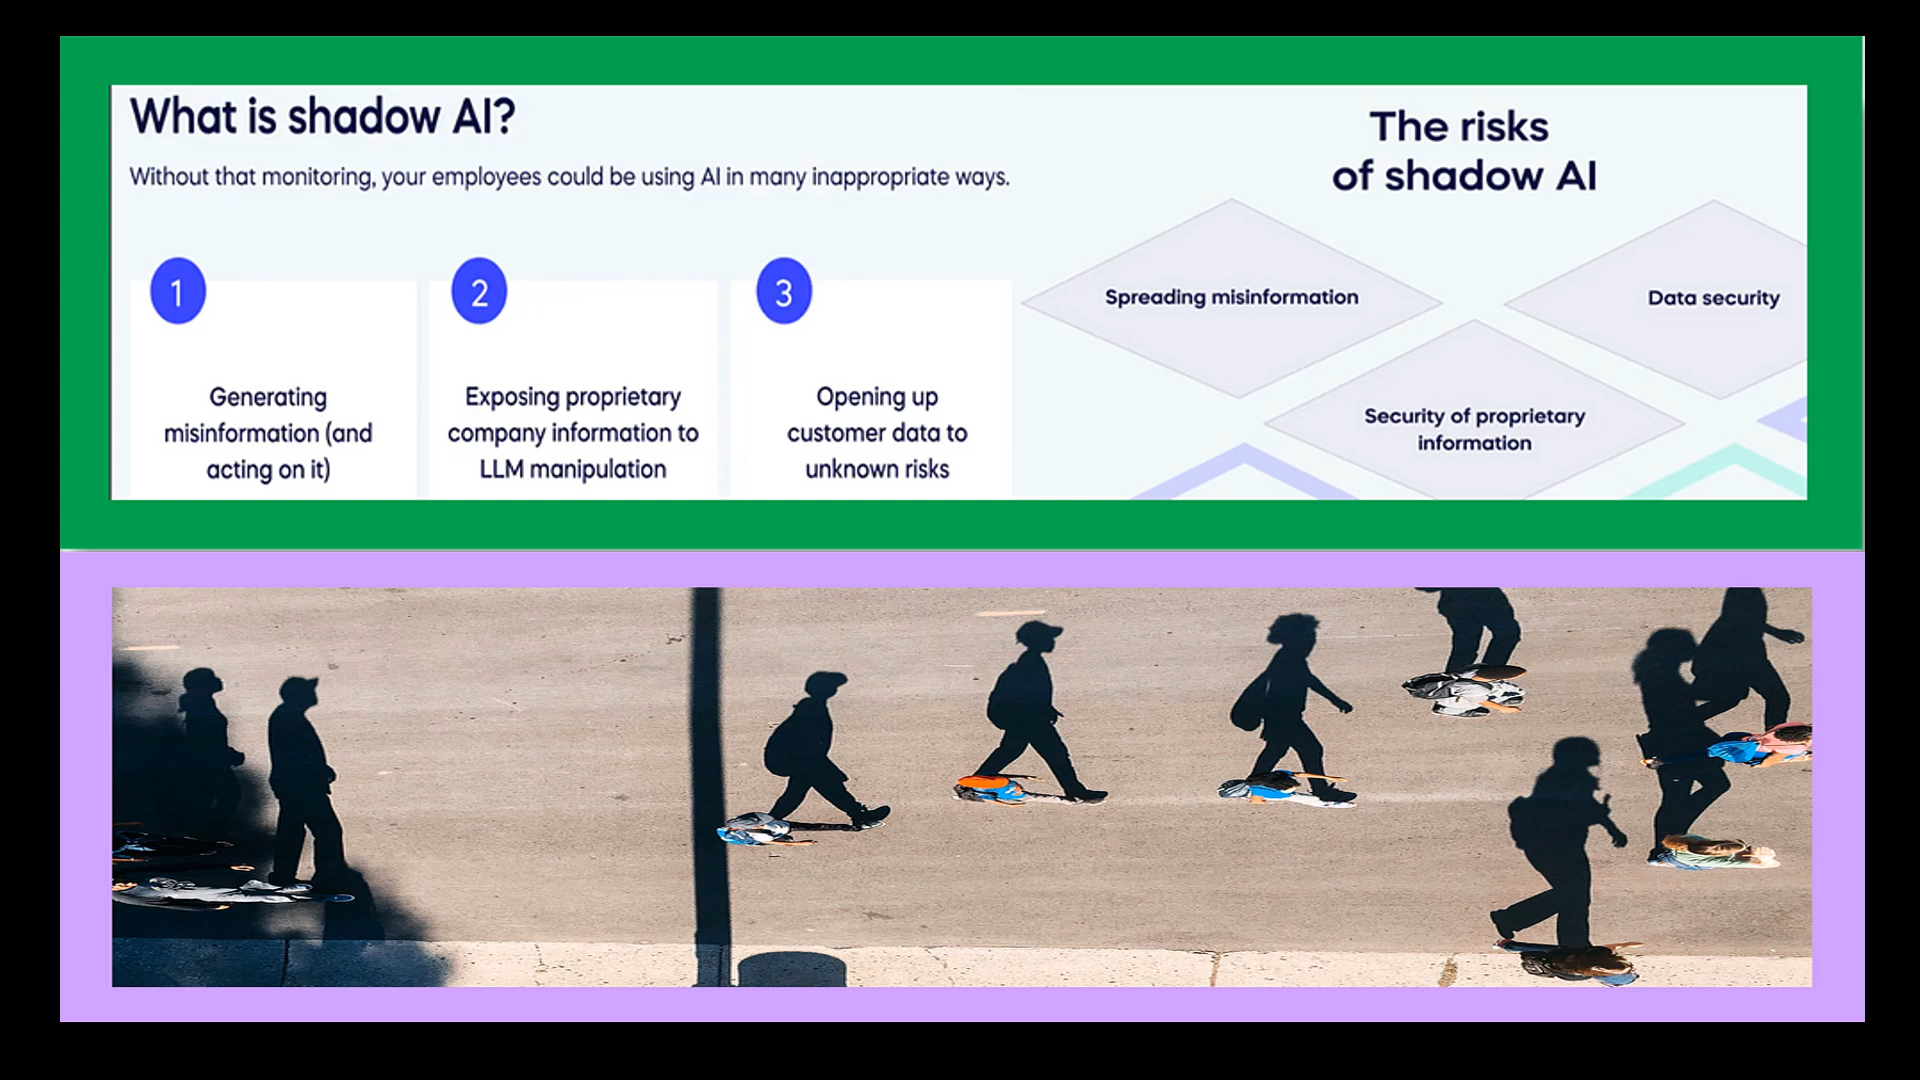 What is shadow AI?
Without that monitoring, your employees could be using AI in many inappropriate ways.
1
Generating
misinformation (and
acting on it)
2
Exposing proprietary
company information to
LLM manipulation
3
Opening up
customer data to
unknown risks
The risks
of shadow AI
Spreading misinformation
Data security
Security of proprietary
information